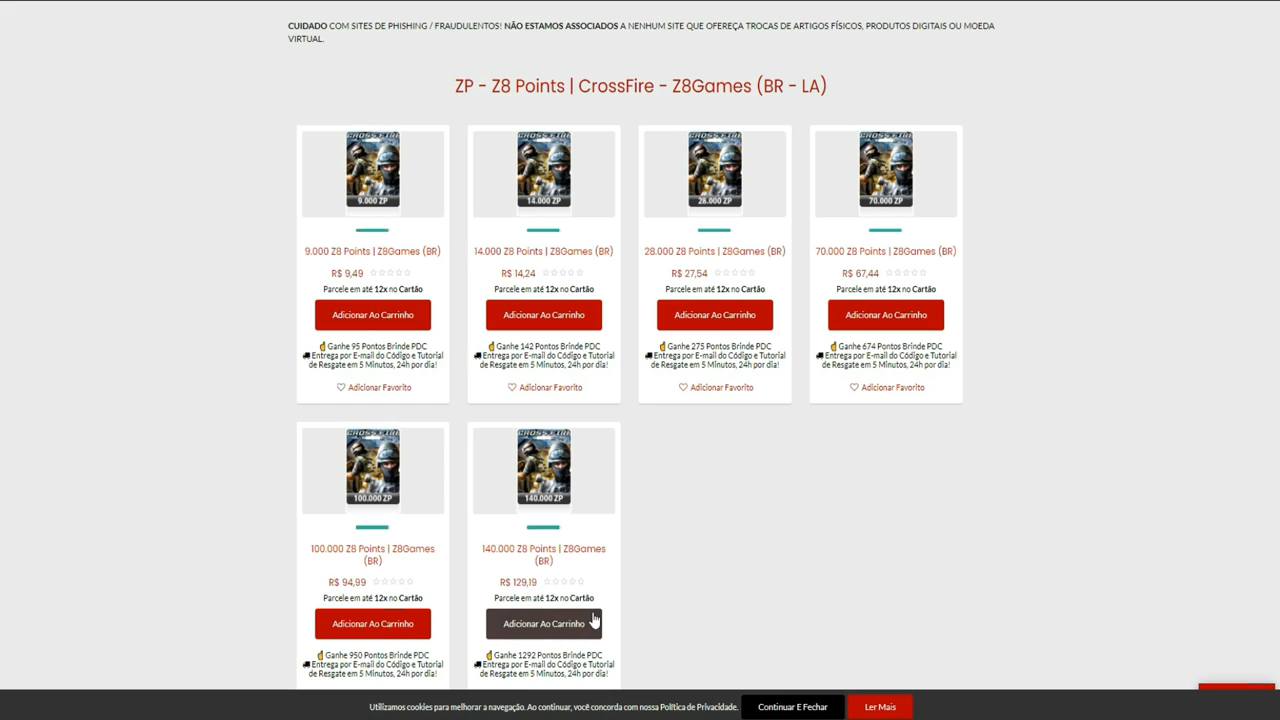 CUIDADO COM SITES DE PHISHING / FRAUDULENTOS! NÃO ESTAMOS ASSOCIADOS A NENHUM SITE QUE OFEREÇA TROCAS DE ARTIGOS FÍSICOS, PRODUTOS DIGITAIS OU MOEDA
VIRTUAL.
ZP - Z8 Points | CrossFire - Z8Games (BR - LA)
CROSSFIRE
9.000 ZP
9.000 Z8 Points | Z8Games (BR)
R$ 9,49
Parcele em até 12x no Cartão
Adicionar Ao Carrinho
Ganhe 95 Pontos Brinde PDC
Entrega por E-mail do Código e Tutorial
de Resgate em 5 Minutos, 24h por dia!
Adicionar Favorito
CROSSFIRE
14.000 ZP
14.000 Z8 Points | Z8Games (BR)
R$ 14,24
Parcele em até 12x no Cartão
Adicionar Ao Carrinho
Ganhe 142 Pontos Brinde PDC
Entrega por E-mail do Código e Tutorial
de Resgate em 5 Minutos, 24h por dia!
Adicionar Favorito
CROSSFIRE
28.000 ZP
28.000 Z8 Points | Z8Games (BR)
R$ 27,54
Parcele em até 12x no Cartão
Adicionar Ao Carrinho
Ganhe 275 Pontos Brinde PDC
Entrega por E-mail do Código e Tutorial
de Resgate em 5 Minutos, 24h por dia!
Adicionar Favorito
CROSSFIRE
70.000 ZP
70.000 Z8 Points | Z8Games (BR)
R$ 67,44
Parcele em até 12x no Cartão
Adicionar Ao Carrinho
Ganhe 674 Pontos Brinde PDC
Entrega por E-mail do Código e Tutorial
de Resgate em 5 Minutos, 24h por dia!
Adicionar Favorito
CROSSFIRE
100.000 ZP
100.000 Z8 Points | Z8Games
(BR)
R$ 94,99
Parcele em até 12x no Cartão
Adicionar Ao Carrinho
Ganhe 950 Pontos Brinde PDC
Entrega por E-mail do Código e Tutorial
de Resgate em 5 Minutos, 24h por dia!
CROSSFIRE
140.000 ZP
140.000 Z8 Points | Z8Games
(BR)
R$ 129,19
Parcele em até 12x no Cartão
Adicionar Ao Carrinho
Ganhe 1292 Pontos Brinde PDC
Entrega por E-mail do Código e Tutorial
de Resgate em 5 Minutos, 24h por dia!
Utilizamos cookies para melhorar a navegação. Ao continuar, você concorda com nossa Política de Privacidade.
Continuar E Fechar
Ler Mais